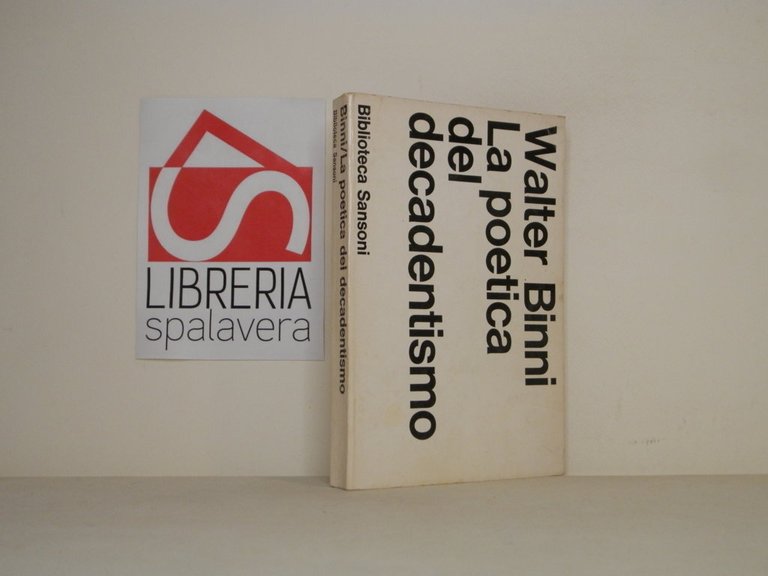 LIBRERIA
spalavera
Binni/La poetica del decadentismo
Biblioteca Sansoni
Walter Binni
La poetica
del
decadentismo
Biblioteca Sansoni